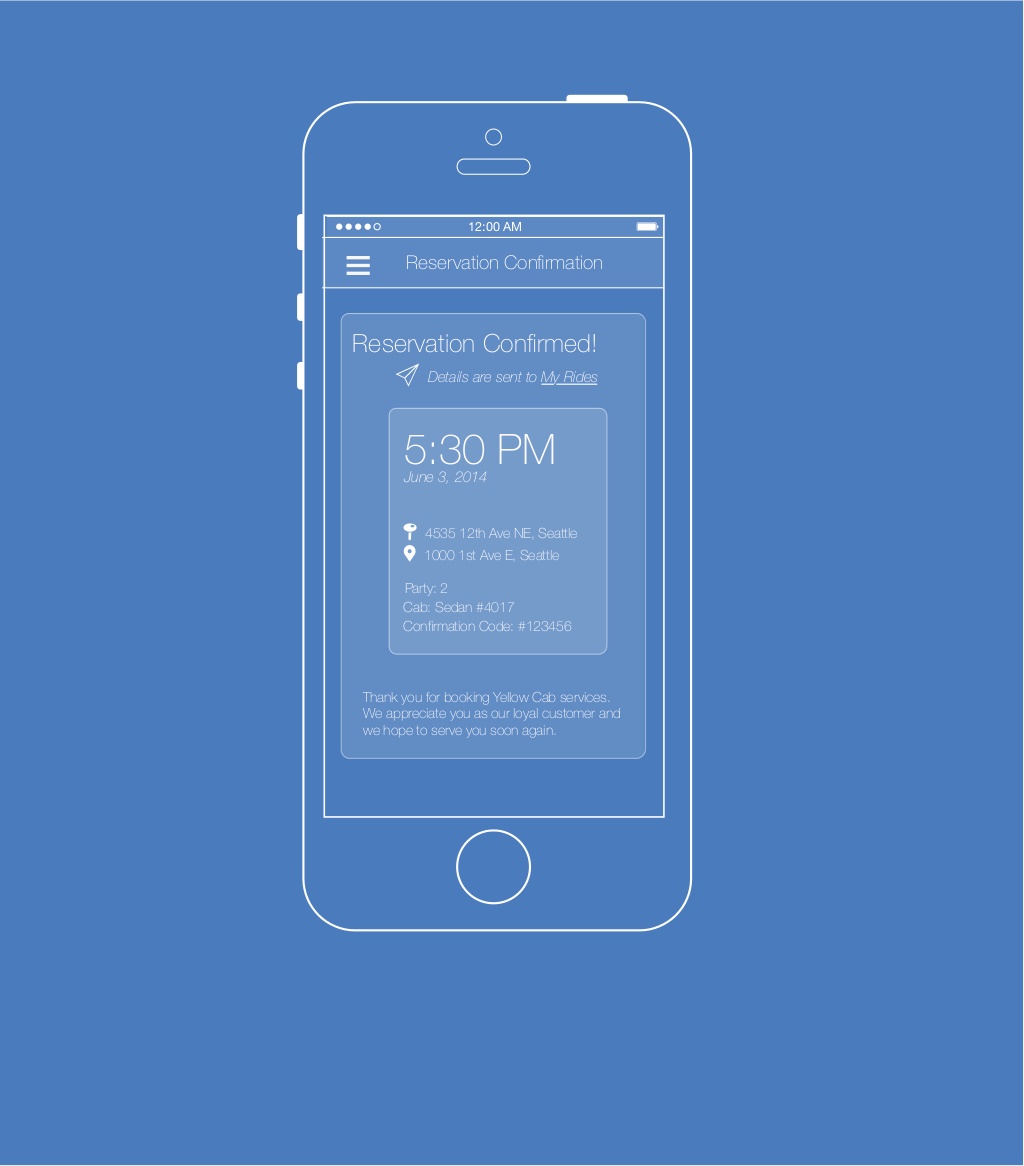 12:00 AM
Reservation Confirmation
Reservation Confirmed!
Details are sent to My Rides
5:30 PM
June 3, 2014
4535 12th Ave NE, Seattle
1000 1st Ave E, Seattle
Party: 2
Cab: Sedan #4017
Confirmation Code: #123456
Thank you for booking Yellow Cab services.
We appreciate you as our loyal customer and
we hope to serve you soon again.